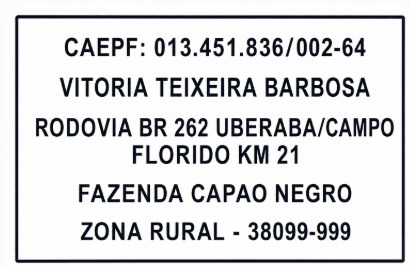 CAEPF: 013.451.836/002-64
VITORIA TEIXEIRA BARBOSA
RODOVIA BR 262 UBERABA/CAMPO
FLORIDO KM 21
FAZENDA CAPAO NEGRO
ZONA RURAL - 38099-999